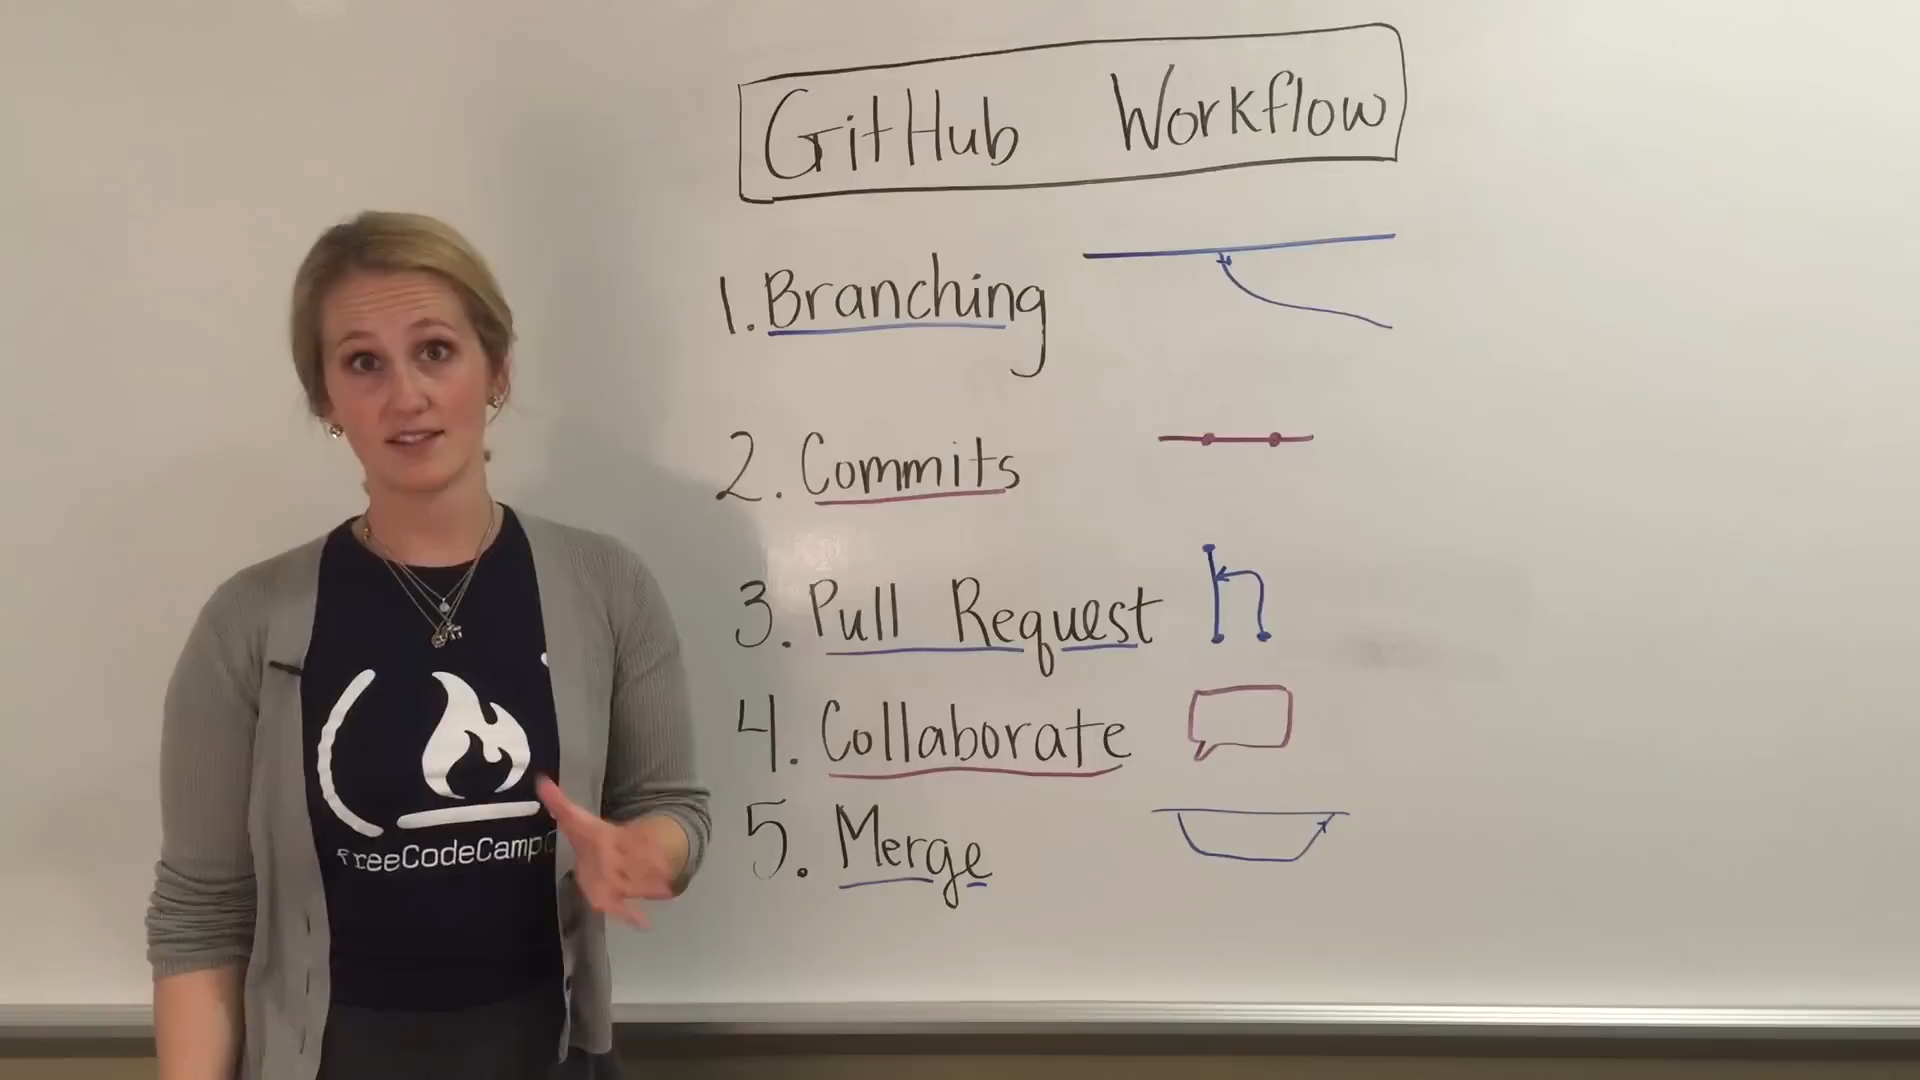 GitHub Workflow
1. Branching
2. Commits
3. Pull Request
4. Collaborate
5. Merge
freeCodeCamp